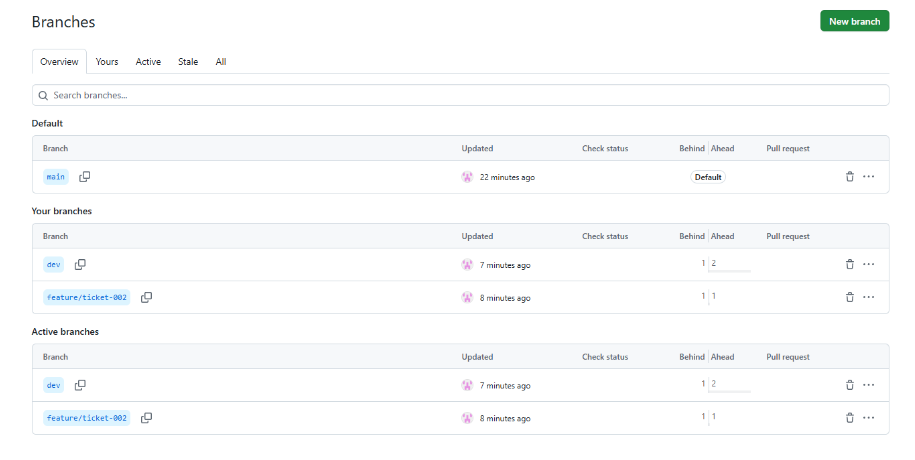 Branches New branch
Overview Yours Active Stale All
Search branches...
Default
Branch Updated Check status Behind Ahead Pull request
main 22 minutes ago Default
Your branches
Branch Updated Check status Behind Ahead Pull request
dev 7 minutes ago 1 2
feature/ticket-002 8 minutes ago 1 1
Active branches
Branch Updated Check status Behind Ahead Pull request
dev 7 minutes ago 1 2
feature/ticket-002 8 minutes ago 1 1